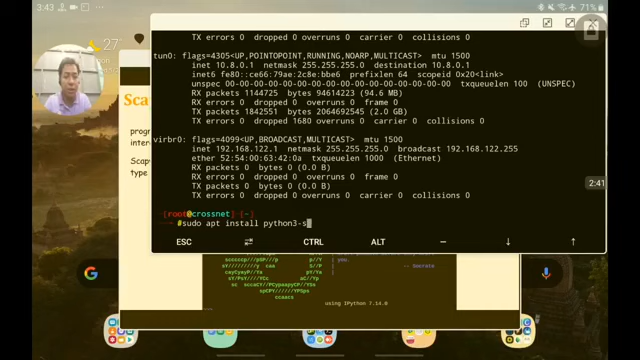 3:43
71%
27°
TX errors 0  dropped 0 overruns 0  carrier 0  collisions 0
tun0: flags=4305<UP,POINTOPOINT,RUNNING,NOARP,MULTICAST>  mtu 1500
inet 10.8.0.1  netmask 255.255.255.0  destination 10.8.0.1
inet6 fe80::ce66:79ae:2c8e:bbe6  prefixlen 64  scopeid 0x20<link>
unspec 00-00-00-00-00-00-00-00-00-00-00-00-00-00-00-00  txqueuelen 100  (UNSPEC)
RX packets 1144725  bytes 94614223 (94.6 MB)
RX errors 0  dropped 0  overruns 0  frame 0
TX packets 1842551  bytes 2064692545 (2.0 GB)
TX errors 0  dropped 1680 overruns 0  carrier 0  collisions 0
virbr0: flags=4099<UP,BROADCAST,MULTICAST>  mtu 1500
inet 192.168.122.1  netmask 255.255.255.0  broadcast 192.168.122.255
ether 52:54:00:63:42:0a  txqueuelen 1000  (Ethernet)
RX packets 0  bytes 0 (0.0 B)
RX errors 0  dropped 0  overruns 0  frame 0
TX packets 0  bytes 0 (0.0 B)
TX errors 0  dropped 0 overruns 0  carrier 0  collisions 0
[root@crossnet] [~]
#sudo apt install python3-s
ESC CTRL ALT
2:41
Sca
prog
inter
Scap
type
you.
using IPython 7.14.0